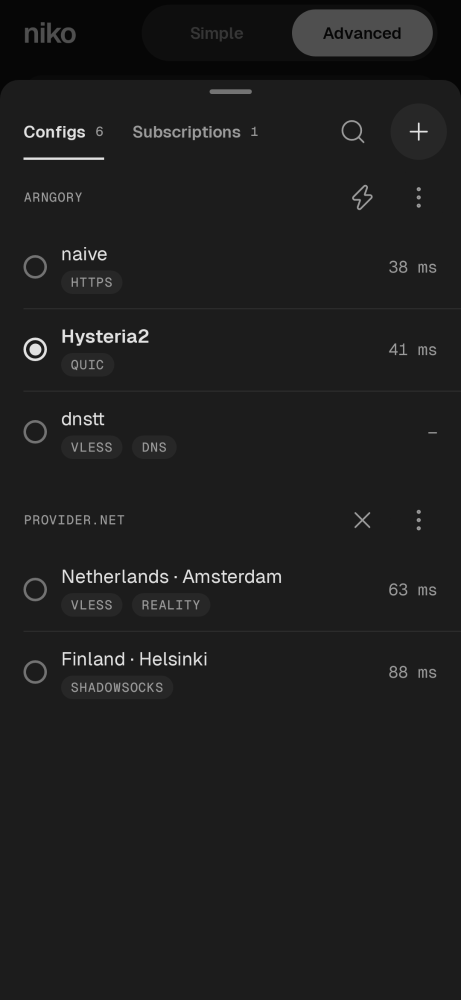 niko
Simple
Advanced
Configs 6
Subscriptions 1
ARNGORY
naive
38 ms
HTTPS
Hysteria2
41 ms
QUIC
dnstt
–
VLESS DNS
PROVIDER.NET
Netherlands · Amsterdam
63 ms
VLESS REALITY
Finland · Helsinki
88 ms
SHADOWSOCKS